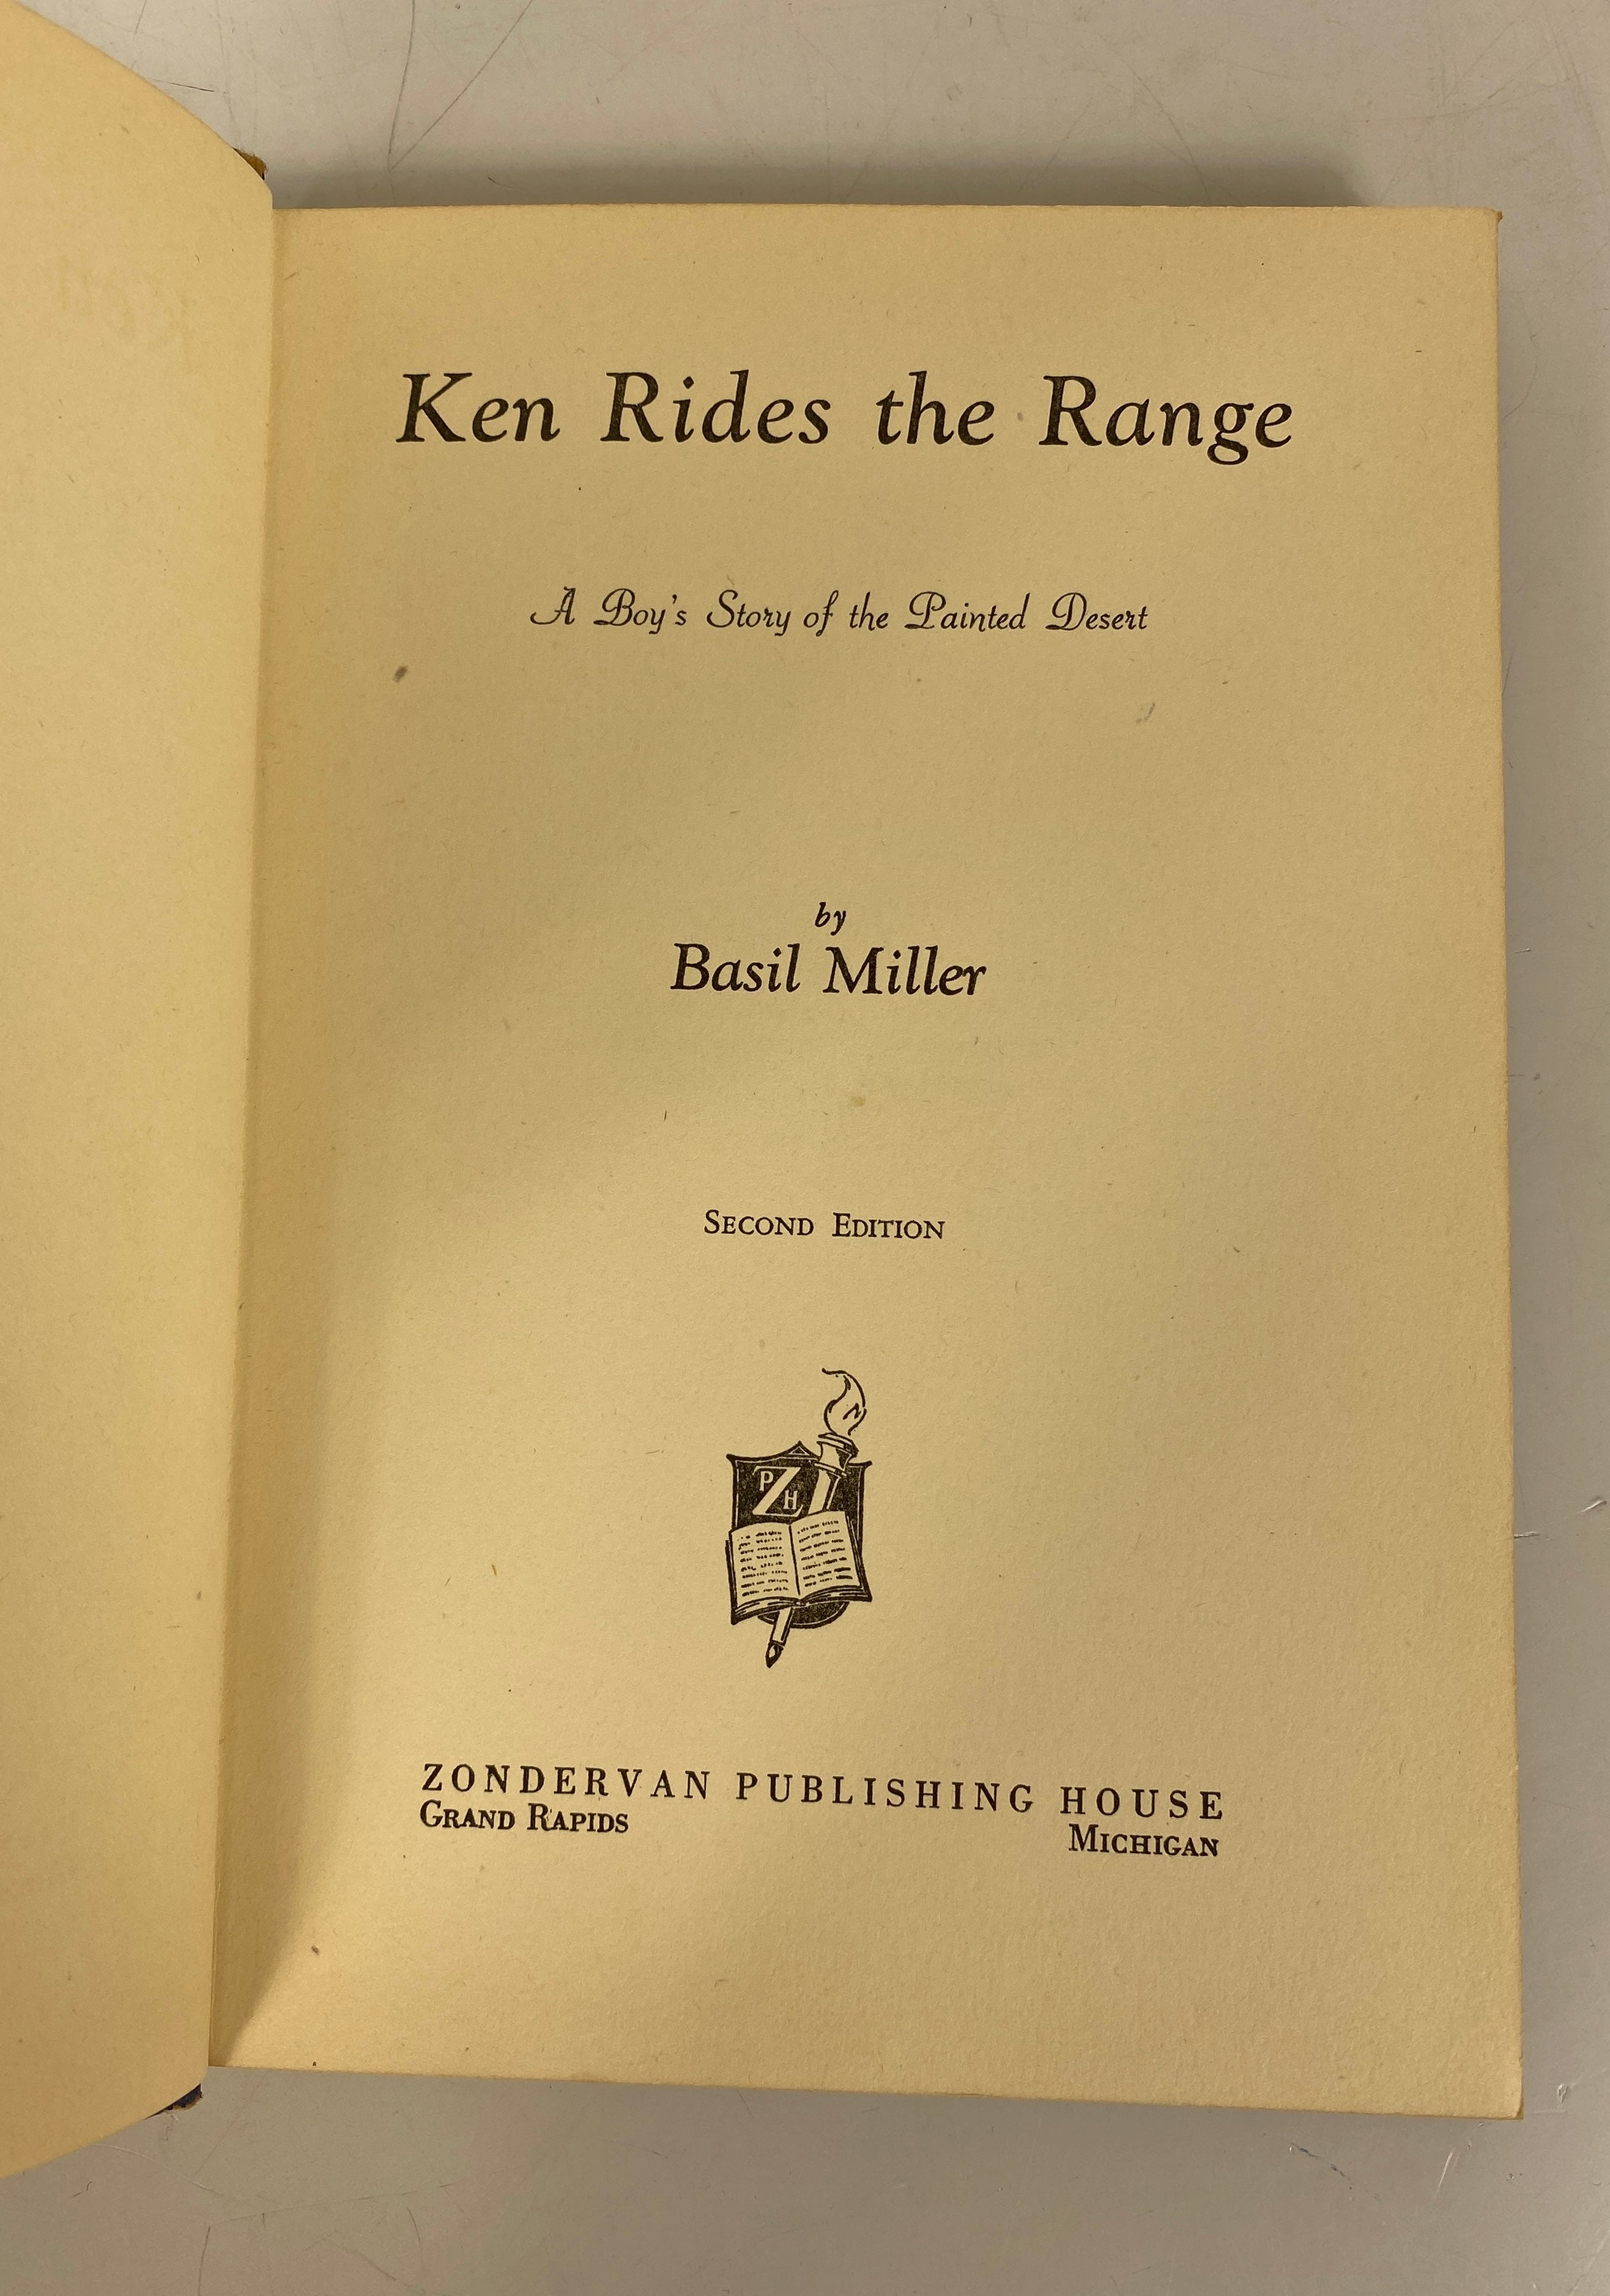 Ken Rides the Range
A Boy's Story of the Painted Desert
by
Basil Miller
SECOND EDITION
P Z H
ZONDERVAN PUBLISHING HOUSE
GRAND RAPIDS MICHIGAN